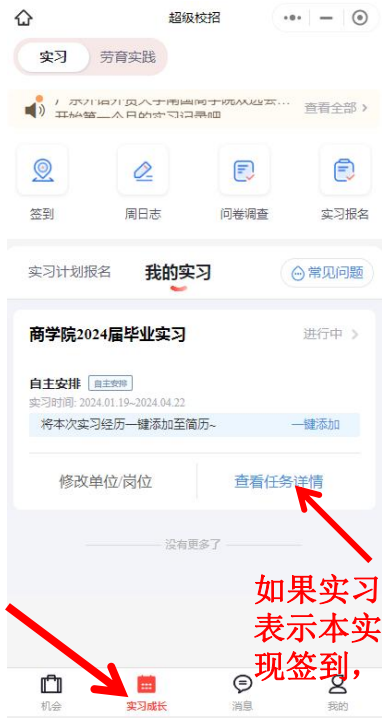 超级校招
实习 劳育实践
开始第一个月的实习记录吧
查看全部
签到 周日志 问卷调查 实习报名
实习计划报名 我的实习 常见问题
商学院2024届毕业实习 进行中
自主安排 自主安排
实习时间: 2024.01.19~2024.04.22
将本次实习经历一键添加至简历~ 一键添加
修改单位/岗位 查看任务详情
没有更多了
如果实习
表示本实
现签到，
机会 实习成长 消息 我的